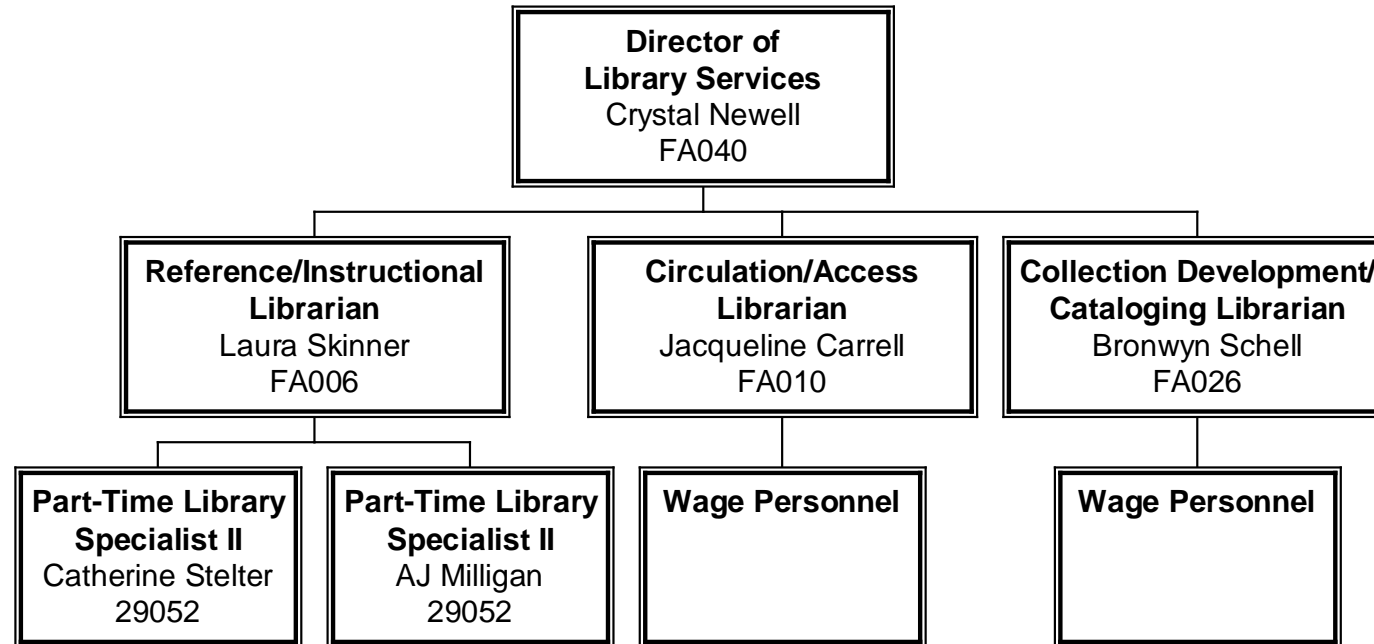 Director of
Library Services
Crystal Newell
FA040
Reference/Instructional
Librarian
Laura Skinner
FA006
Circulation/Access
Librarian
Jacqueline Carrell
FA010
Collection Development/
Cataloging Librarian
Bronwyn Schell
FA026
Part-Time Library
Specialist II
Catherine Stelter
29052
Part-Time Library
Specialist II
AJ Milligan
29052
Wage Personnel
Wage Personnel